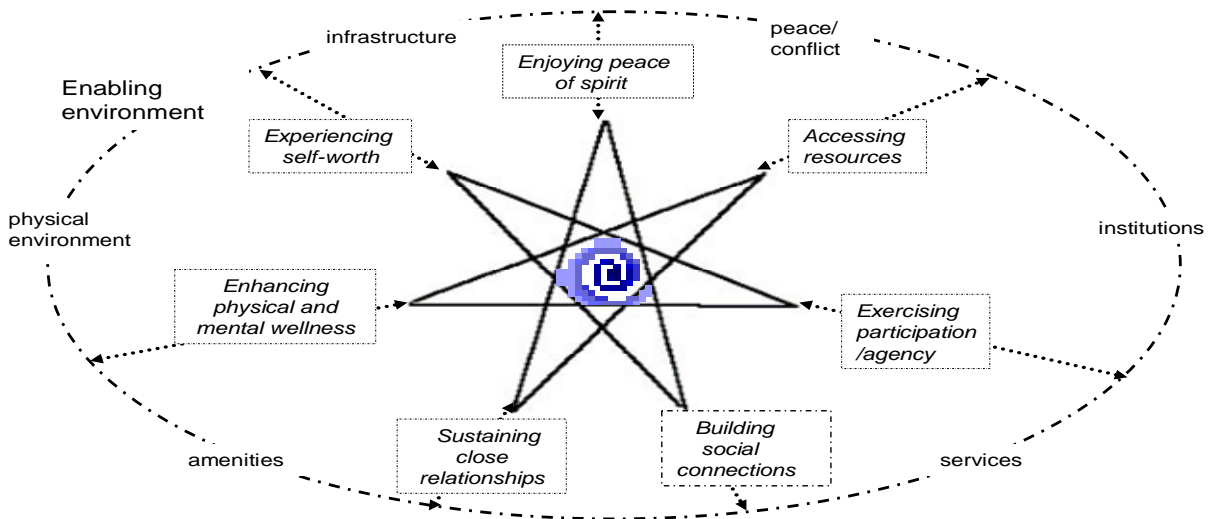 infrastructure
peace/
conflict
Enjoying peace
of spirit
Enabling
environment
Experiencing
self-worth
Accessing
resources
physical
environment
institutions
Enhancing
physical and
mental wellness
Exercising
participation
/agency
Sustaining
close
relationships
Building
social
connections
amenities
services